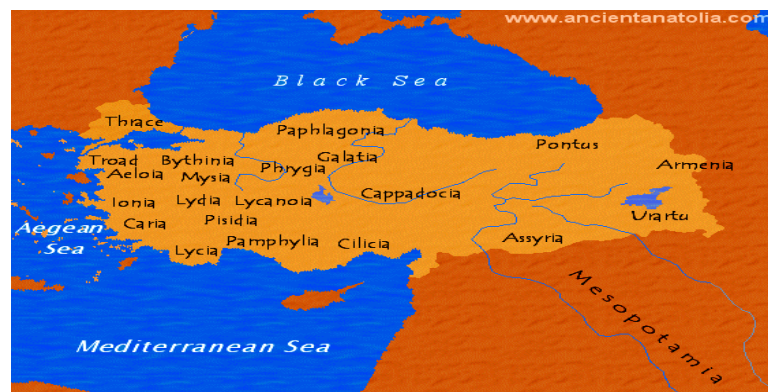 www.ancientanatolia.com
Black Sea
Thrace
Paphlagonia
Pontus
Troad
Bythinia
Galatia
Armenia
Aeloia
Mysia
Phrygia
Cappadocia
Ionia
Lydia
Lycanoia
Urartu
Caria
Pisidia
Aegean
Sea
Lycia
Pamphylia
Cilicia
Assyria
Mesopotamia
Mediterranean Sea